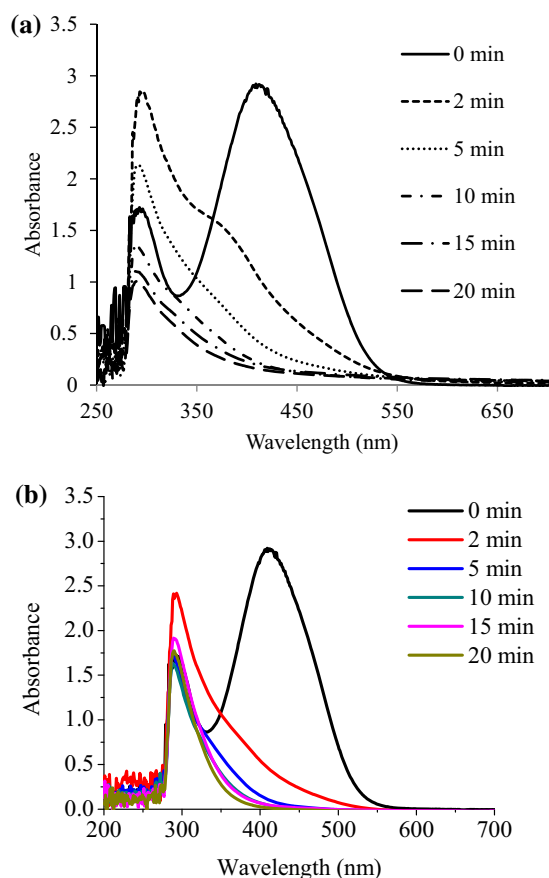 (a)
3.5
3
2.5
2
1.5
1
0.5
0
Absorbance
250 350 450 550 650
Wavelength (nm)
0 min
2 min
5 min
10 min
15 min
20 min
(b)
3.5
3.0
2.5
2.0
1.5
1.0
0.5
0.0
Absorbance
200 300 400 500 600 700
Wavelength (nm)
0 min
2 min
5 min
10 min
15 min
20 min